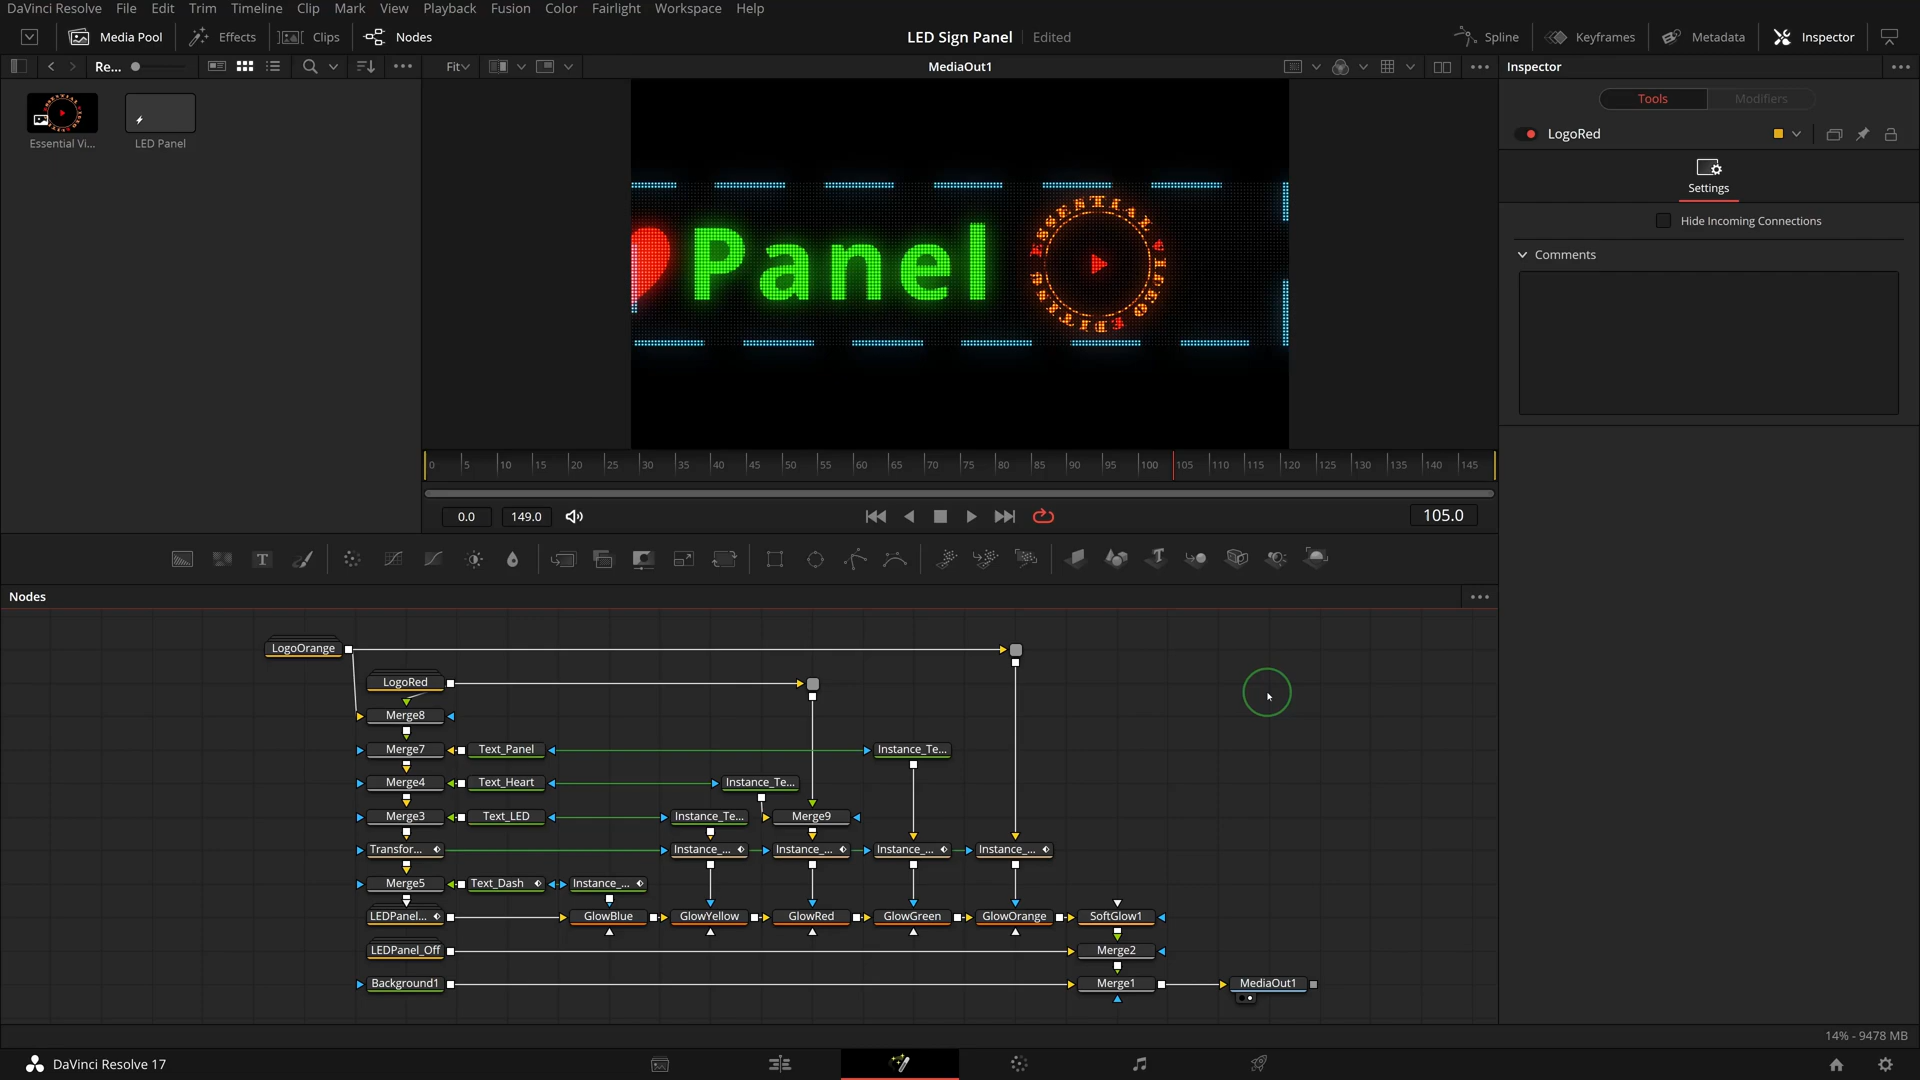 DaVinci Resolve File Edit Trim Timeline Clip Mark View Playback Fusion Color Fairlight Workspace Help
Media Pool Effects Clips Nodes LED Sign Panel Edited Spline Keyframes Metadata Inspector
Re... Fit MediaOut1 Inspector
Tools Modifiers
LogoRed
Settings
Hide Incoming Connections
Comments
Essential Vi... LED Panel
Panel
ESSENTIAL VIDEO EDITING
0 5 10 15 20 25 30 35 40 45 50 55 60 65 70 75 80 85 90 95 100 105 110 115 120 125 130 135 140 145
0.0 149.0 105.0
Nodes
LogoOrange
LogoRed
Merge8
Merge7 Text_Panel Instance_Te...
Merge4 Text_Heart Instance_Te...
Merge3 Text_LED Instance_Te... Merge9
Transfor... Instance_... Instance_... Instance_... Instance_...
Merge5 Text_Dash Instance_...
LEDPanel... GlowBlue GlowYellow GlowRed GlowGreen GlowOrange SoftGlow1
LEDPanel_Off Merge2
Background1 Merge1 MediaOut1
14% - 9478 MB
DaVinci Resolve 17